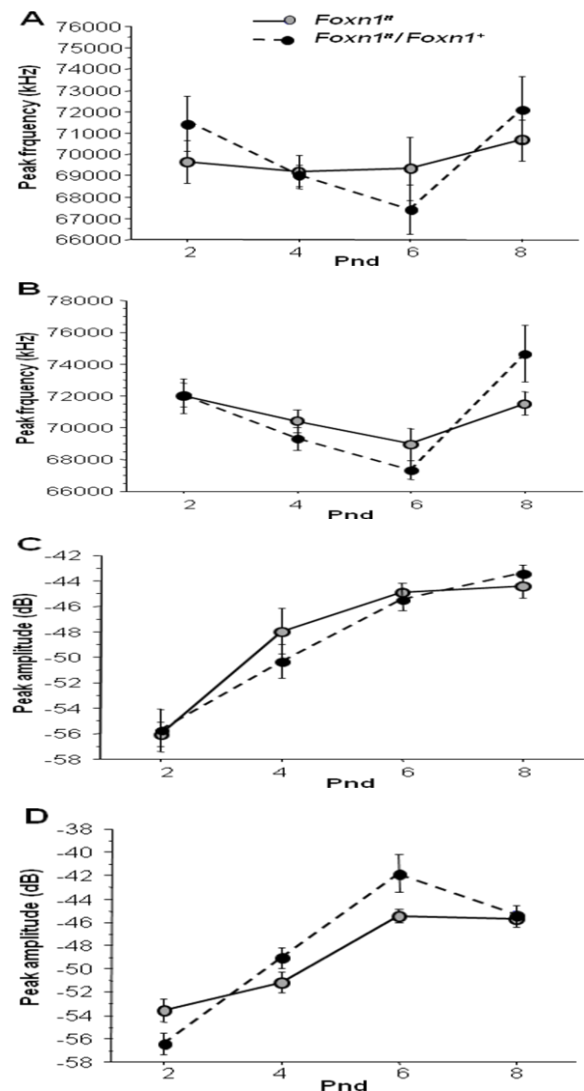 A
Foxn1ⁿ
Foxn1ⁿ/Foxn1⁺
Peak frquency (kHz)
76000
75000
74000
73000
72000
71000
70000
69000
68000
67000
66000
2 4 6 8
Pnd
B
Peak frquency (kHz)
78000
76000
74000
72000
70000
68000
66000
2 4 6 8
Pnd
C
Peak amplitude (dB)
-42
-44
-46
-48
-50
-52
-54
-56
-58
2 4 6 8
Pnd
D
Peak amplitude (dB)
-38
-40
-42
-44
-46
-50
-52
-54
-56
-58
2 4 6 8
Pnd